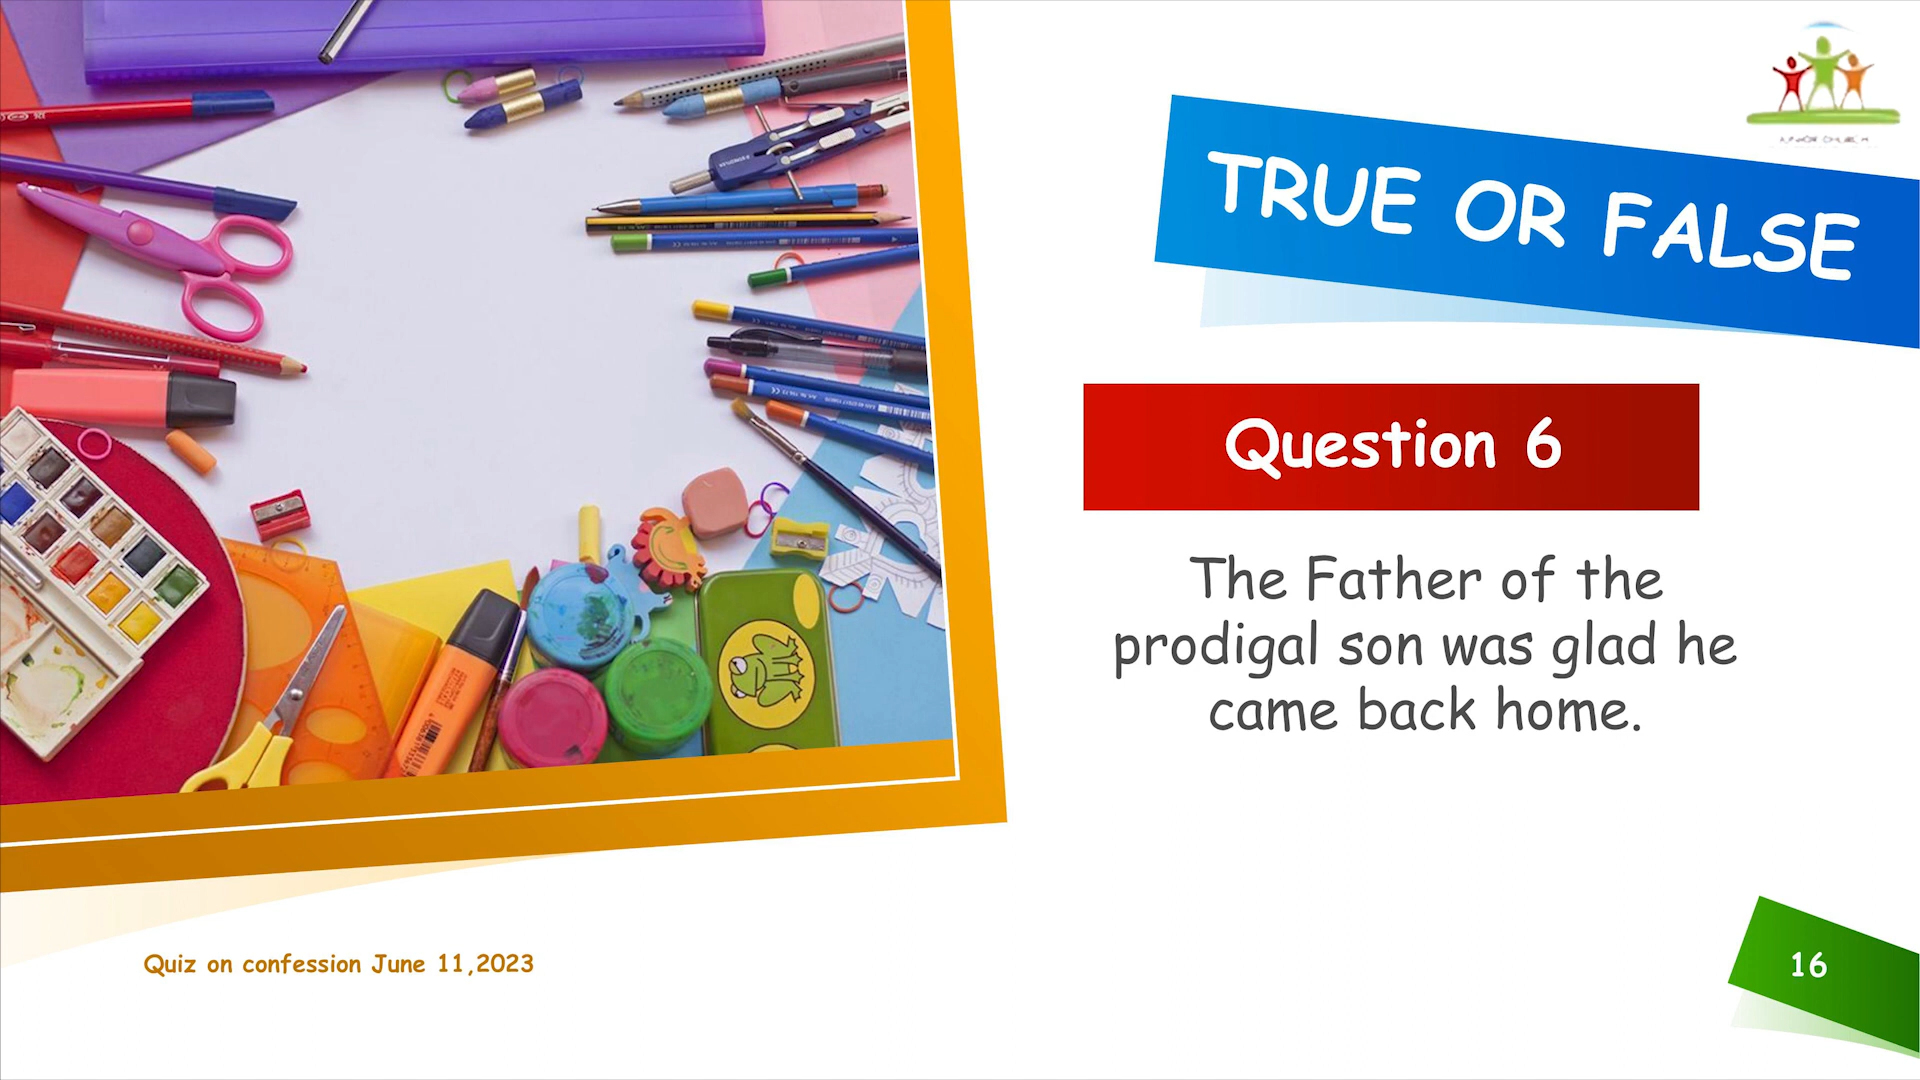 TRUE OR FALSE
Question 6
The Father of the
prodigal son was glad he
came back home.
Quiz on confession June 11,2023
16